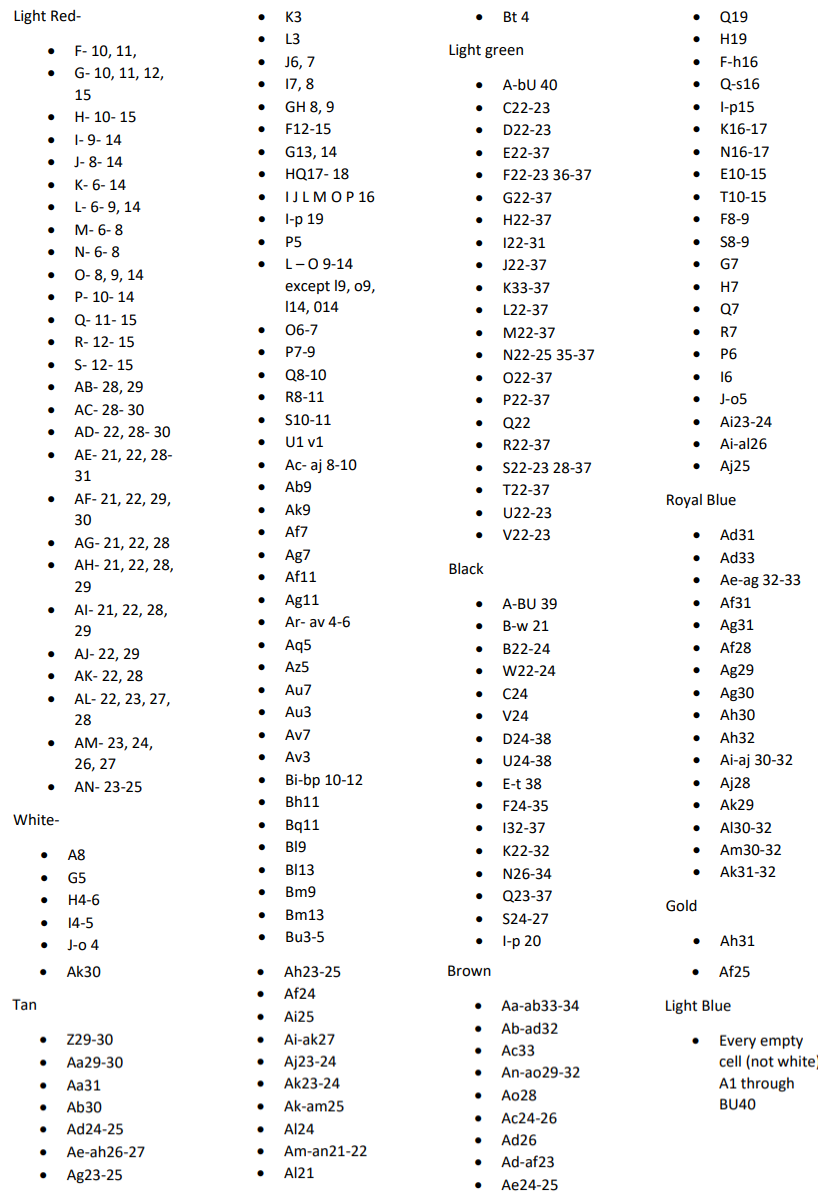 Light Red-
• F- 10, 11,
• G- 10, 11, 12,
15
• H- 10- 15
• I- 9- 14
• J- 8- 14
• K- 6- 14
• L- 6- 9, 14
• M- 6- 8
• N- 6- 8
• O- 8, 9, 14
• P- 10- 14
• Q- 11- 15
• R- 12- 15
• S- 12- 15
• AB- 28, 29
• AC- 28- 30
• AD- 22, 28- 30
• AE- 21, 22, 28-
31
• AF- 21, 22, 29,
30
• AG- 21, 22, 28
• AH- 21, 22, 28,
29
• AI- 21, 22, 28,
29
• AJ- 22, 29
• AK- 22, 28
• AL- 22, 23, 27,
28
• AM- 23, 24,
26, 27
• AN- 23-25
White-
• A8
• G5
• H4-6
• I4-5
• J-o 4
• K3
• L3
• J6, 7
• I7, 8
• GH 8, 9
• F12-15
• G13, 14
• HQ17- 18
• I J L M O P 16
• I-p 19
• P5
• L – O 9-14
except l9, o9,
l14, 014
• O6-7
• P7-9
• Q8-10
• R8-11
• S10-11
• U1 v1
• Ac- aj 8-10
• Ab9
• Ak9
• Af7
• Ag7
• Af11
• Ag11
• Ar- av 4-6
• Aq5
• Az5
• Au7
• Au3
• Av7
• Av3
• Bi-bp 10-12
• Bh11
• Bq11
• Bl9
• Bl13
• Bm9
• Bm13
• Bu3-5
• Bt 4
Light green
• A-bU 40
• C22-23
• D22-23
• E22-37
• F22-23 36-37
• G22-37
• H22-37
• I22-31
• J22-37
• K33-37
• L22-37
• M22-37
• N22-25 35-37
• O22-37
• P22-37
• Q22
• R22-37
• S22-23 28-37
• T22-37
• U22-23
• V22-23
Black
• A-BU 39
• B-w 21
• B22-24
• W22-24
• C24
• V24
• D24-38
• U24-38
• E-t 38
• F24-35
• I32-37
• K22-32
• N26-34
• Q23-37
• S24-27
• I-p 20
• Q19
• H19
• F-h16
• Q-s16
• I-p15
• K16-17
• N16-17
• E10-15
• T10-15
• F8-9
• S8-9
• G7
• H7
• Q7
• R7
• P6
• I6
• J-o5
• Ai23-24
• Ai-al26
• Aj25
Royal Blue
• Ad31
• Ad33
• Ae-ag 32-33
• Af31
• Ag31
• Af28
• Ag29
• Ag30
• Ah30
• Ah32
• Ai-aj 30-32
• Aj28
• Ak29
• Al30-32
• Am30-32
• Ak31-32
Gold
• Ah31
• Ak30
Tan
• Z29-30
• Aa29-30
• Aa31
• Ab30
• Ad24-25
• Ae-ah26-27
• Ag23-25
• Ah23-25
• Af24
• Ai25
• Ai-ak27
• Aj23-24
• Ak23-24
• Ak-am25
• Al24
• Am-an21-22
• Al21
Brown
• Aa-ab33-34
• Ab-ad32
• Ac33
• An-ao29-32
• Ao28
• Ac24-26
• Ad26
• Ad-af23
• Ae24-25
• Af25
Light Blue
• Every empty
cell (not white)
A1 through
BU40